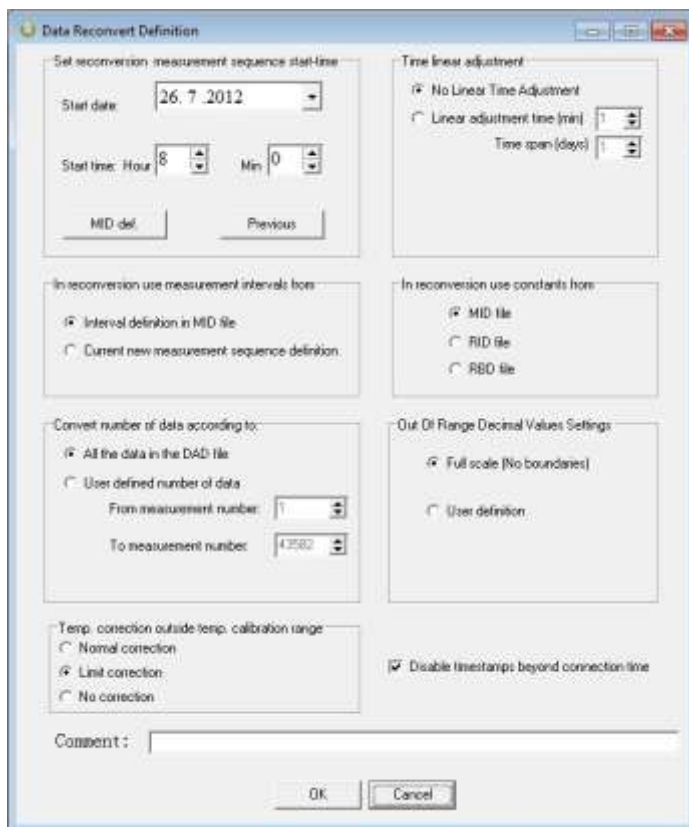 Data Reconvert Definition
Set reconversion measurement sequence start-time
Start date:
26. 7 .2012
Start time: Hour
8
Min
0
MID def.
Previous
Time linear adjustment
No Linear Time Adjustment
Linear adjustment time (min)
1
Time span (days)
1
In reconversion use measurement intervals from
Interval definition in MID file
Current new measurement sequence definition
In reconversion use constants from
MID file
RID file
RBD file
Convert number of data according to:
All the data in the DAD file
User defined number of data
From measurement number:
1
To measurement number:
43582
Out Of Range Decimal Values Settings
Full scale (No boundaries)
User definition
Temp. correction outside temp. calibration range
Normal correction
Limit correction
No correction
Disable timestamps beyond connection time
Comment:
OK
Cancel